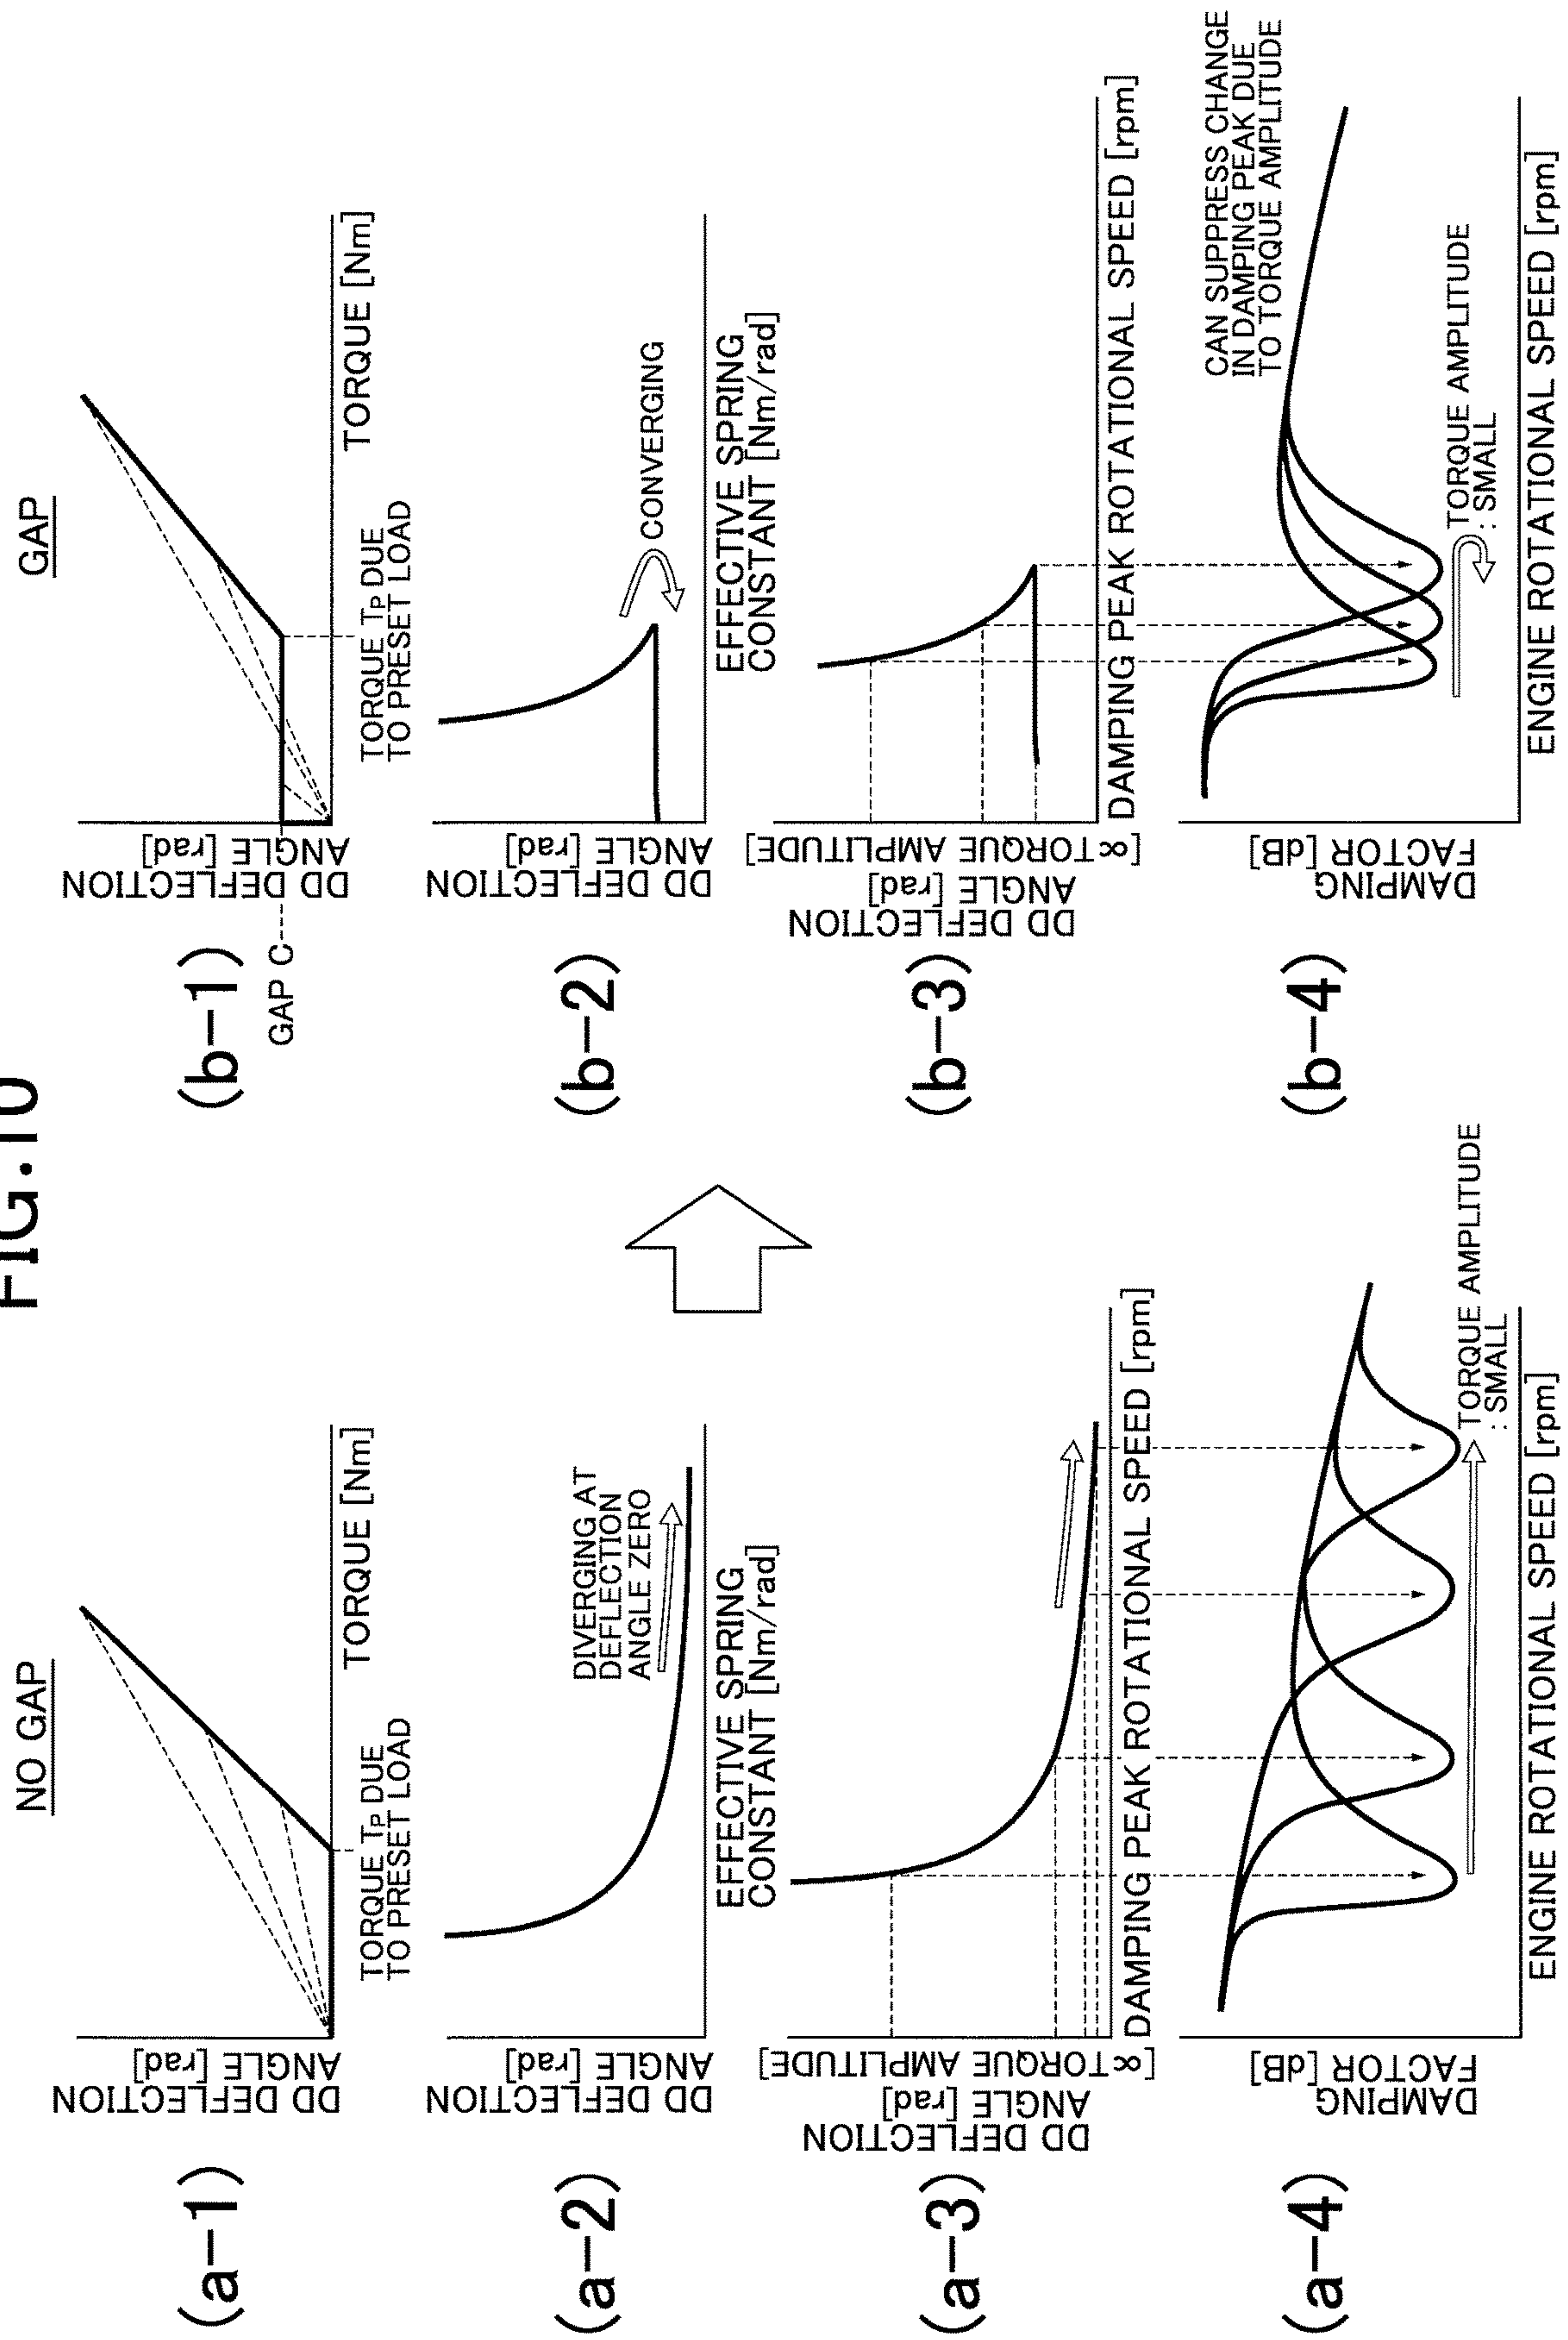 FIG.10
NO GAP
(a-1)
DD DEFLECTION
ANGLE [rad]
TORQUE TP DUE
TO PRESET LOAD
TORQUE [Nm]
(a-2)
DD DEFLECTION
ANGLE [rad]
DIVERGING AT
DEFLECTION
ANGLE ZERO
EFFECTIVE SPRING
CONSTANT [Nm/rad]
(a-3)
DD DEFLECTION
ANGLE [rad]
[∝TORQUE AMPLITUDE]
DAMPING PEAK ROTATIONAL SPEED [rpm]
(a-4)
DAMPING
FACTOR [dB]
TORQUE AMPLITUDE
: SMALL
ENGINE ROTATIONAL SPEED [rpm]
GAP
(b-1)
GAP C
DD DEFLECTION
ANGLE [rad]
TORQUE TP DUE
TO PRESET LOAD
TORQUE [Nm]
(b-2)
DD DEFLECTION
ANGLE [rad]
CONVERGING
EFFECTIVE SPRING
CONSTANT [Nm/rad]
(b-3)
DD DEFLECTION
ANGLE [rad]
[∝TORQUE AMPLITUDE]
DAMPING PEAK ROTATIONAL SPEED [rpm]
(b-4)
DAMPING
FACTOR [dB]
CAN SUPPRESS CHANGE
IN DAMPING PEAK DUE
TO TORQUE AMPLITUDE
TORQUE AMPLITUDE
: SMALL
ENGINE ROTATIONAL SPEED [rpm]